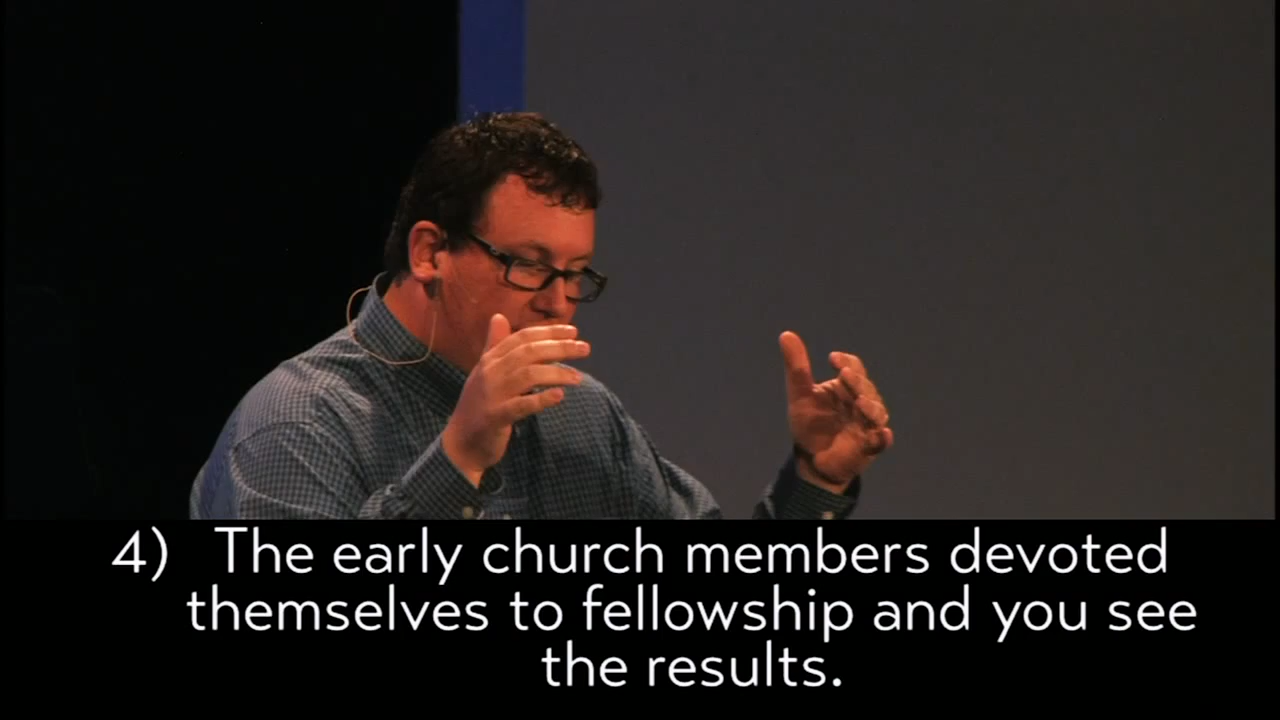 4) The early church members devoted
themselves to fellowship and you see
the results.